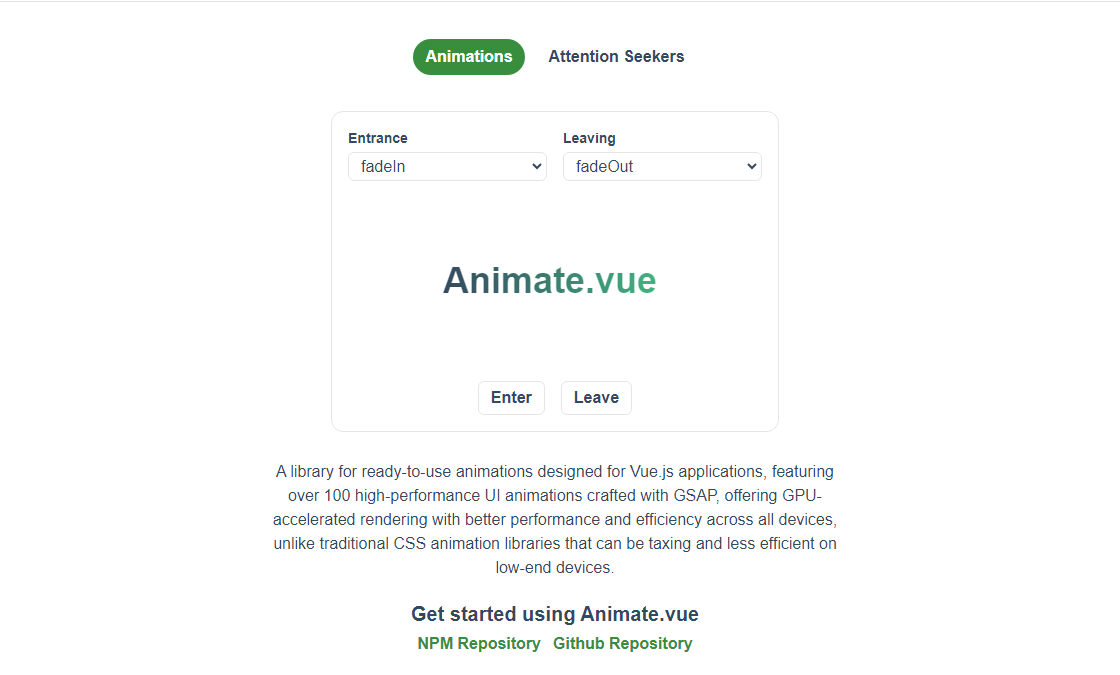 Animations Attention Seekers
Entrance Leaving
fadeIn fadeOut
Animate.vue
Enter Leave
A library for ready-to-use animations designed for Vue.js applications, featuring
over 100 high-performance UI animations crafted with GSAP, offering GPU-
accelerated rendering with better performance and efficiency across all devices,
unlike traditional CSS animation libraries that can be taxing and less efficient on
low-end devices.
Get started using Animate.vue
NPM Repository Github Repository